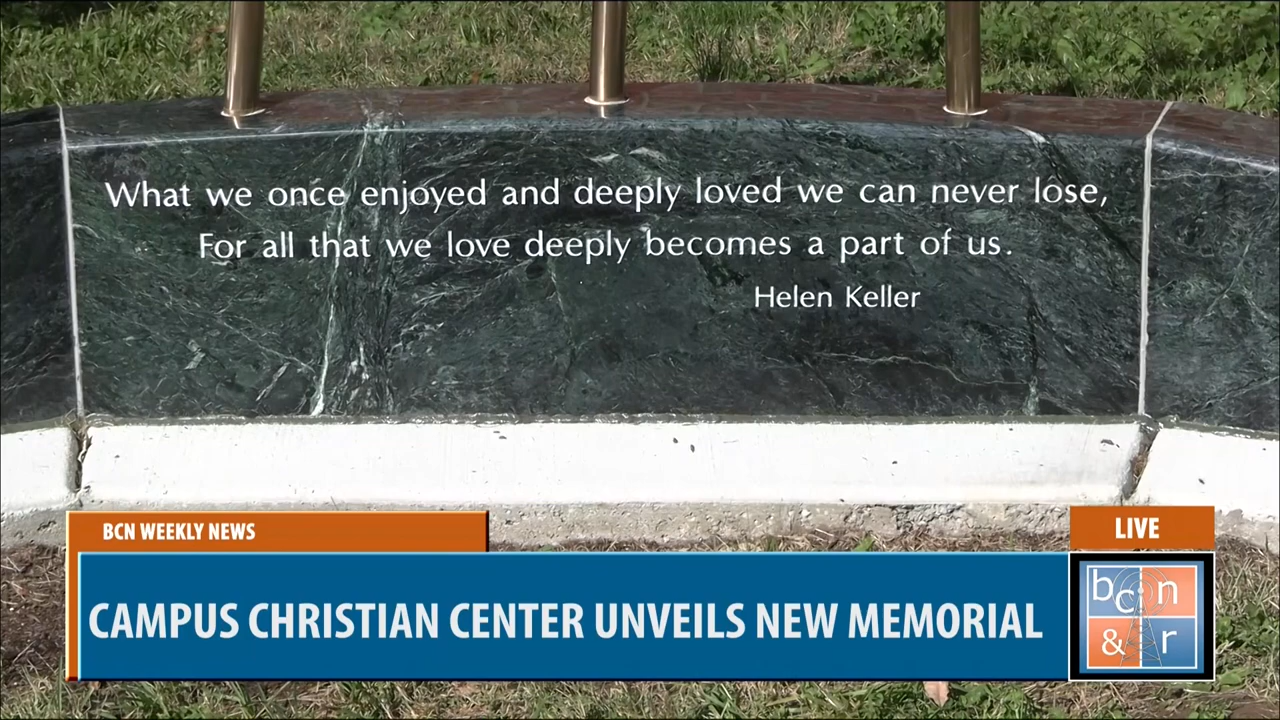 What we once enjoyed and deeply loved we can never lose,
For all that we love deeply becomes a part of us.
Helen Keller
BCN WEEKLY NEWS
LIVE
CAMPUS CHRISTIAN CENTER UNVEILS NEW MEMORIAL
bcn
& r